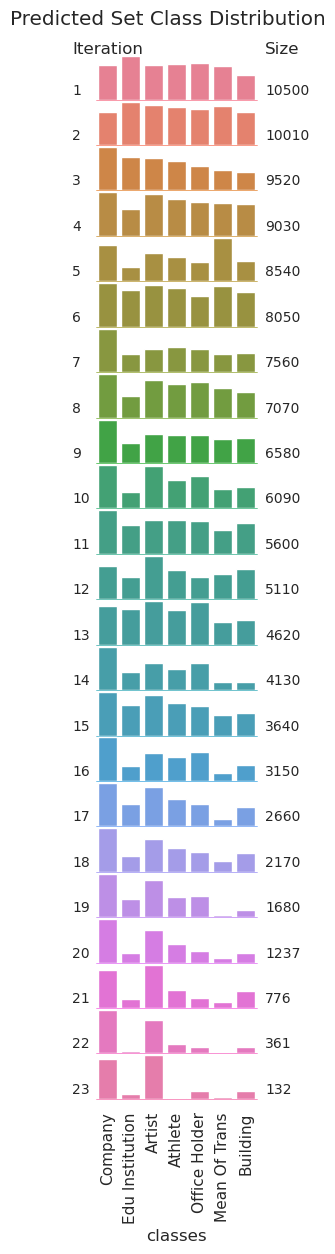 Predicted Set Class Distribution
Iteration Size
1 10500
2 10010
3 9520
4 9030
5 8540
6 8050
7 7560
8 7070
9 6580
10 6090
11 5600
12 5110
13 4620
14 4130
15 3640
16 3150
17 2660
18 2170
19 1680
20 1237
21 776
22 361
23 132
Company
Edu Institution
Artist
Athlete
Office Holder
Mean Of Trans
Building
classes